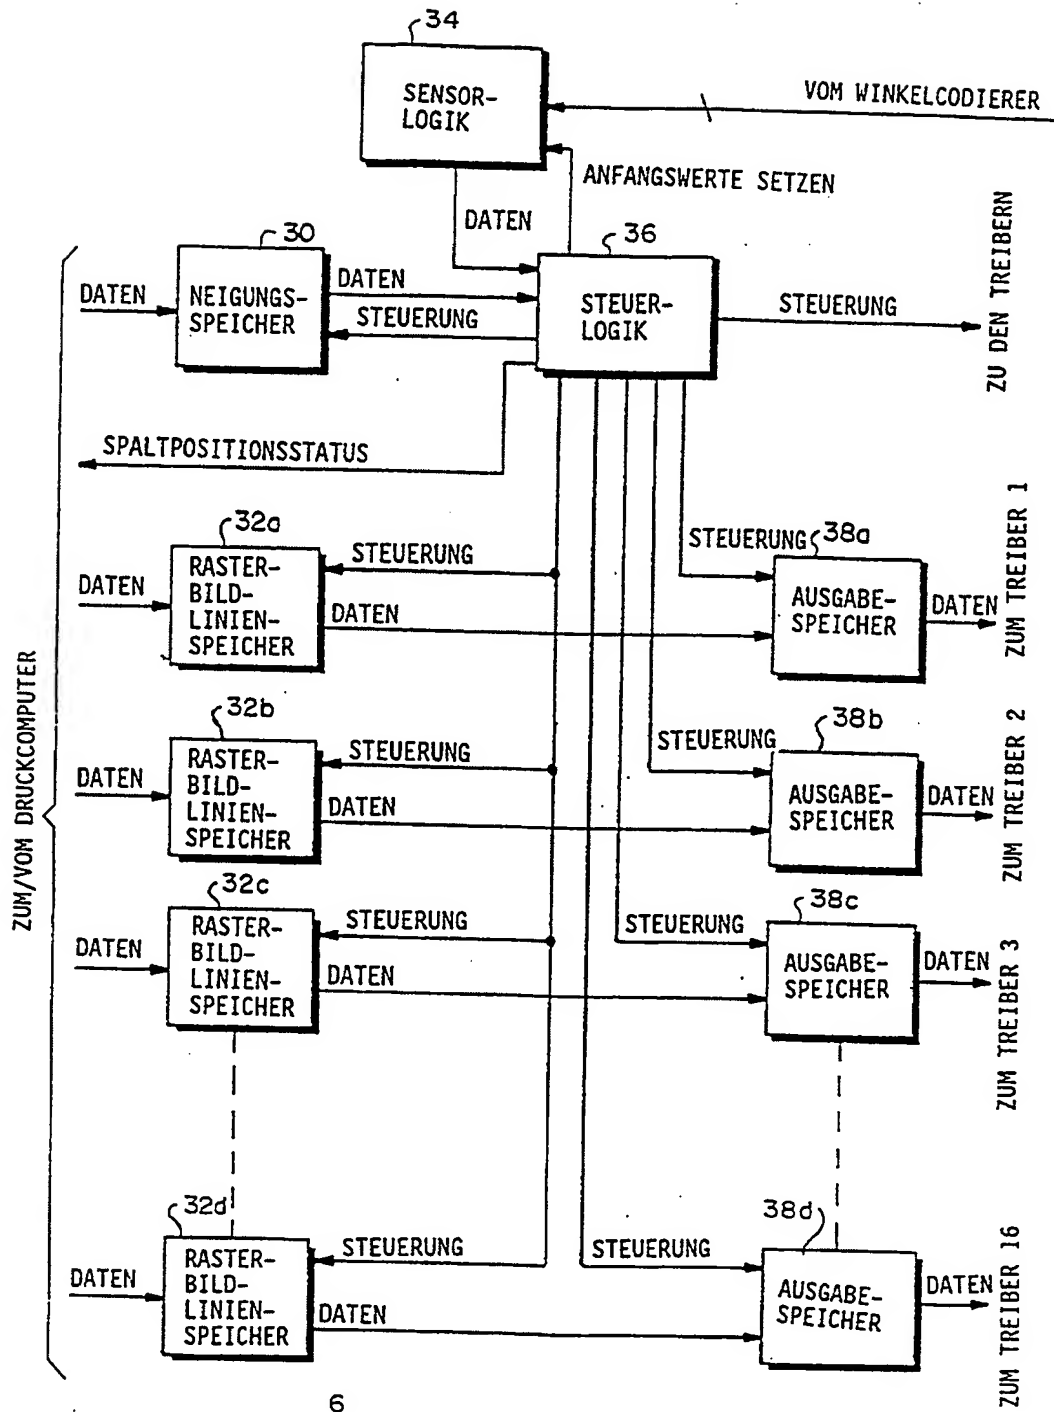 34
SENSOR-
LOGIK
VOM WINKELCODIERER
ANFANGSWERTE SETZEN
DATEN
30
36
DATEN
NEIGUNGS-
SPEICHER
DATEN
STEUERUNG
STEUER-
LOGIK
STEUERUNG
ZU DEN TREIBERN
SPALTPOSITIONSSTATUS
ZUM/VOM DRUCKCOMPUTER
32a
DATEN
RASTER-
BILD-
LINIEN-
SPEICHER
STEUERUNG
DATEN
STEUERUNG
38a
AUSGABE-
SPEICHER
DATEN
ZUM TREIBER 1
32b
DATEN
RASTER-
BILD-
LINIEN-
SPEICHER
STEUERUNG
DATEN
STEUERUNG
38b
AUSGABE-
SPEICHER
DATEN
ZUM TREIBER 2
32c
DATEN
RASTER-
BILD-
LINIEN-
SPEICHER
STEUERUNG
DATEN
STEUERUNG
38c
AUSGABE-
SPEICHER
DATEN
ZUM TREIBER 3
32d
DATEN
RASTER-
BILD-
LINIEN-
SPEICHER
STEUERUNG
DATEN
STEUERUNG
38d
AUSGABE-
SPEICHER
DATEN
ZUM TREIBER 16
6